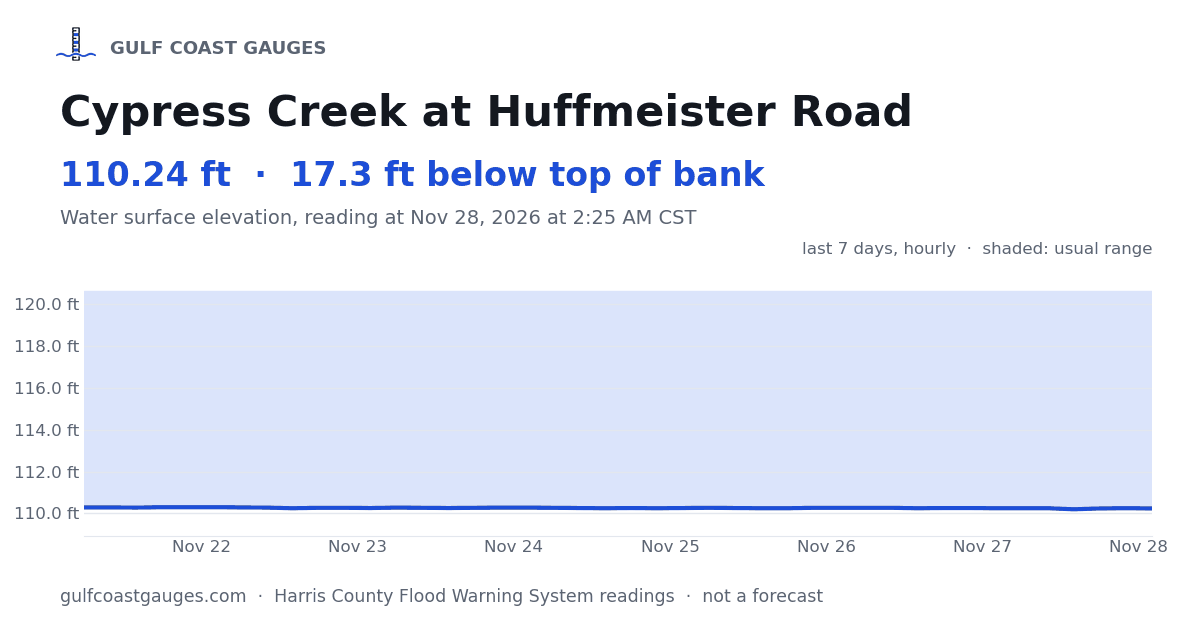 GULF COAST GAUGES
Cypress Creek at Huffmeister Road
110.24 ft · 17.3 ft below top of bank
Water surface elevation, reading at Nov 28, 2026 at 2:25 AM CST
last 7 days, hourly · shaded: usual range
120.0 ft
118.0 ft
116.0 ft
114.0 ft
112.0 ft
110.0 ft
Nov 22 Nov 23 Nov 24 Nov 25 Nov 26 Nov 27 Nov 28
gulfcoastgauges.com · Harris County Flood Warning System readings · not a forecast